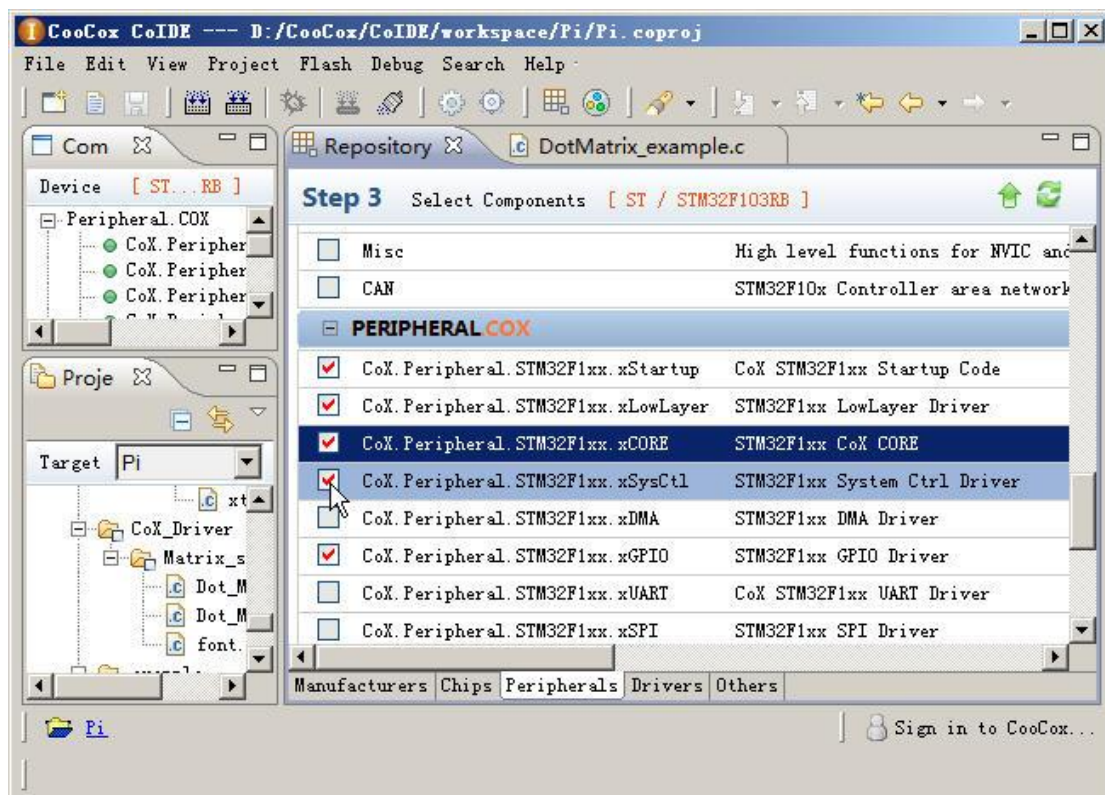 CooCox CoIDE --- D:/CooCox/CoIDE/workspace/Pi/Pi.coproj
File Edit View Project Flash Debug Search Help
Com
Device [ ST...RB ]
Peripheral.COX
CoX.Peripher
CoX.Peripher
CoX.Peripher
Proje
Target Pi
xt
CoX_Driver
Matrix_s
Dot_M
Dot_M
font.
Repository DotMatrix_example.c
Step 3 Select Components [ ST / STM32F103RB ]
Misc High level functions for NVIC and
CAN STM32F10x Controller area network
PERIPHERAL.COX
CoX.Peripheral.STM32F1xx.xStartup CoX STM32F1xx Startup Code
CoX.Peripheral.STM32F1xx.xLowLayer STM32F1xx LowLayer Driver
CoX.Peripheral.STM32F1xx.xCORE STM32F1xx CoX CORE
CoX.Peripheral.STM32F1xx.xSysCtl STM32F1xx System Ctrl Driver
CoX.Peripheral.STM32F1xx.xDMA STM32F1xx DMA Driver
CoX.Peripheral.STM32F1xx.xGPIO STM32F1xx GPIO Driver
CoX.Peripheral.STM32F1xx.xUART CoX STM32F1xx UART Driver
CoX.Peripheral.STM32F1xx.xSPI STM32F1xx SPI Driver
Manufacturers Chips Peripherals Drivers Others
Pi
Sign in to CooCox...